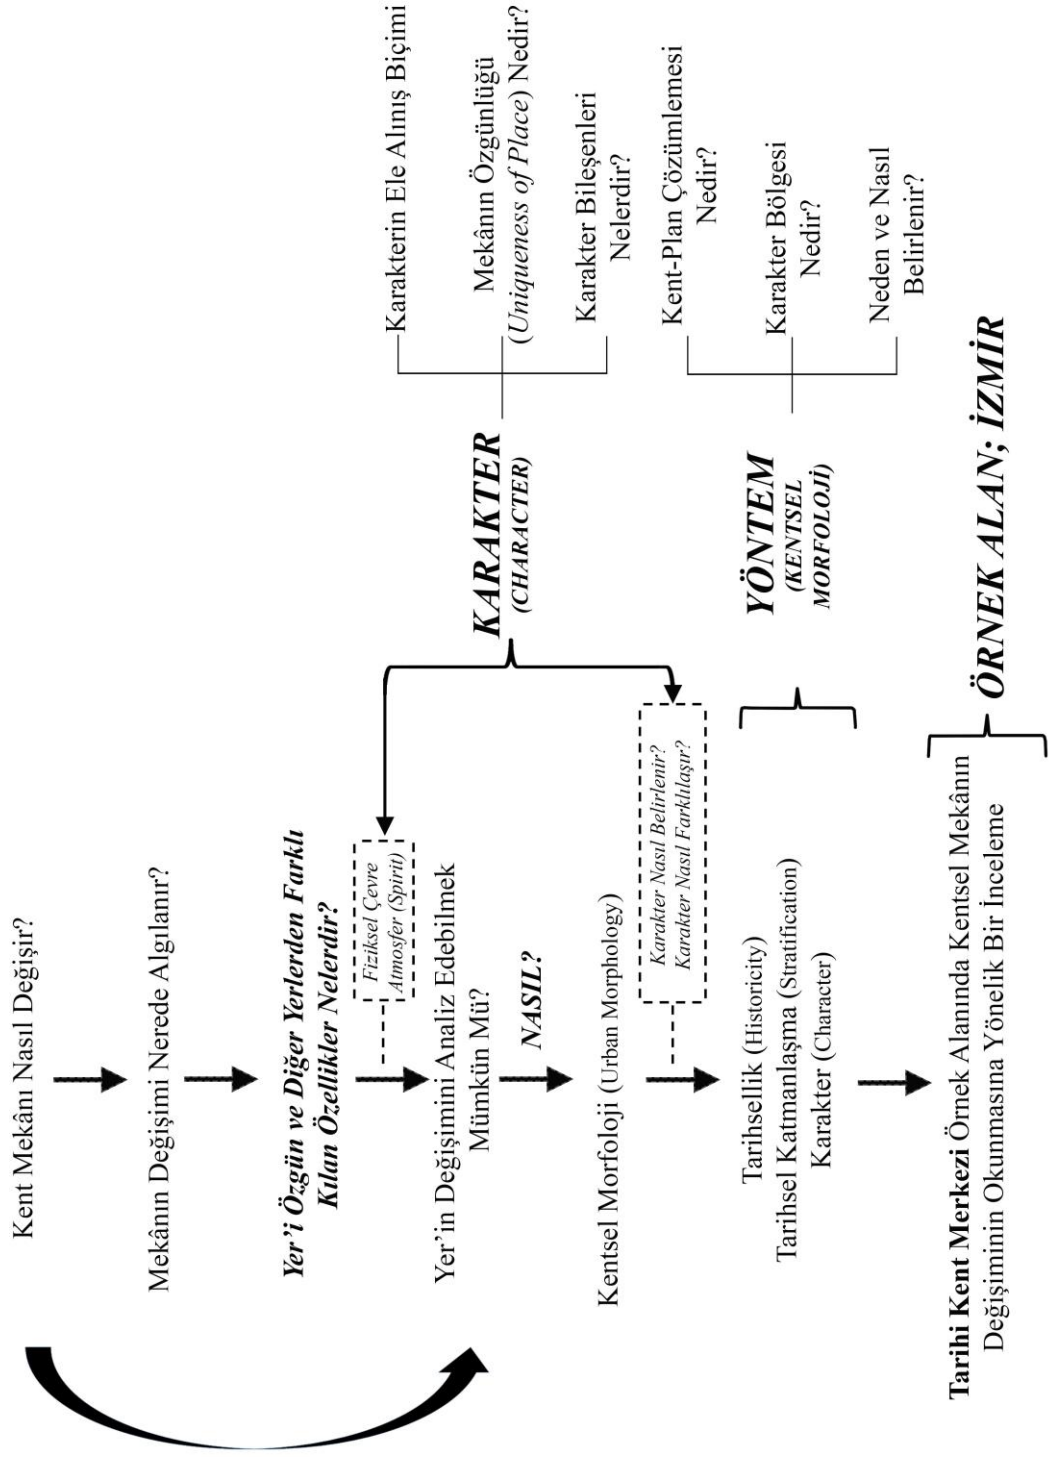 Kent Mekânı Nasıl Değişir?
Mekânın Değişimi Nerede Algılanır?
Yer’i Özgün ve Diğer Yerlerden Farklı
Kılan Özellikler Nelerdir?
Fiziksel Çevre
Atmosfer (Spirit)
Yer’in Değişimini Analiz Edebilmek
Mümkün Mü?
NASIL?
Kentsel Morfoloji (Urban Morphology)
Karakter Nasıl Belirlenir?
Karakter Nasıl Farklılaşır?
Tarihsellik (Historicity)
Tarihsel Katmanlaşma (Stratification)
Karakter (Character)
Tarihi Kent Merkezi Örnek Alanında Kentsel Mekânın
Değişiminin Okunmasına Yönelik Bir İnceleme
KARAKTER
(CHARACTER)
Karakterin Ele Alınış Biçimi
Mekânın Özgünlüğü
(Uniqueness of Place) Nedir?
Karakter Bileşenleri
Nelerdir?
YÖNTEM
(KENTSEL
MORFOLOJİ)
Kent-Plan Çözümlemesi
Nedir?
Karakter Bölgesi
Nedir?
Neden ve Nasıl
Belirlenir?
ÖRNEK ALAN; İZMİR